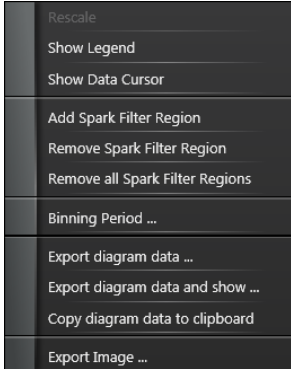 Rescale
Show Legend
Show Data Cursor
Add Spark Filter Region
Remove Spark Filter Region
Remove all Spark Filter Regions
Binning Period ...
Export diagram data ...
Export diagram data and show ...
Copy diagram data to clipboard
Export Image ...